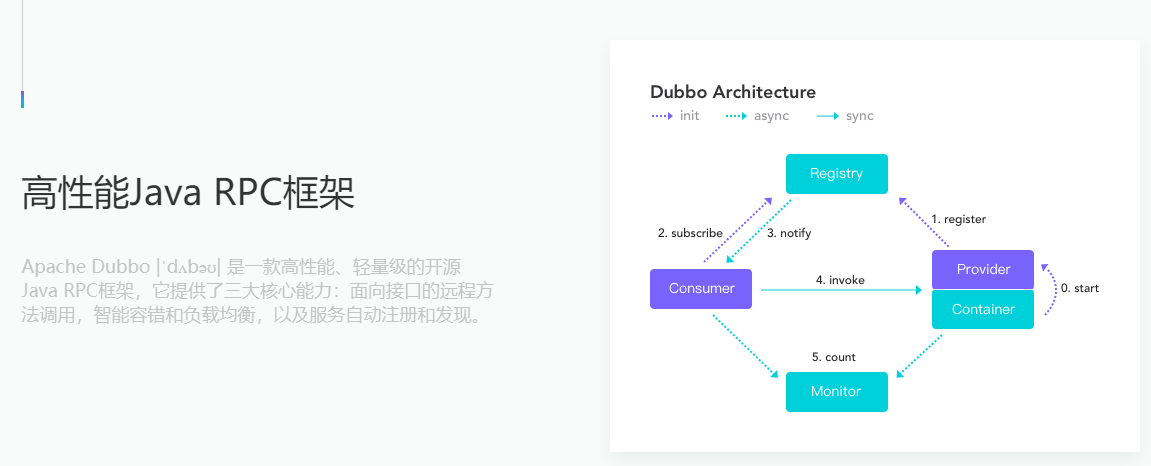 高性能Java RPC框架
Apache Dubbo |ˈdʌbəʊ| 是一款高性能、轻量级的开源
Java RPC框架，它提供了三大核心能力：面向接口的远程方
法调用，智能容错和负载均衡，以及服务自动注册和发现。
Dubbo Architecture
init async sync
Registry
1. register
2. subscribe 3. notify
Provider
Consumer
4. invoke
0. start
Container
5. count
Monitor